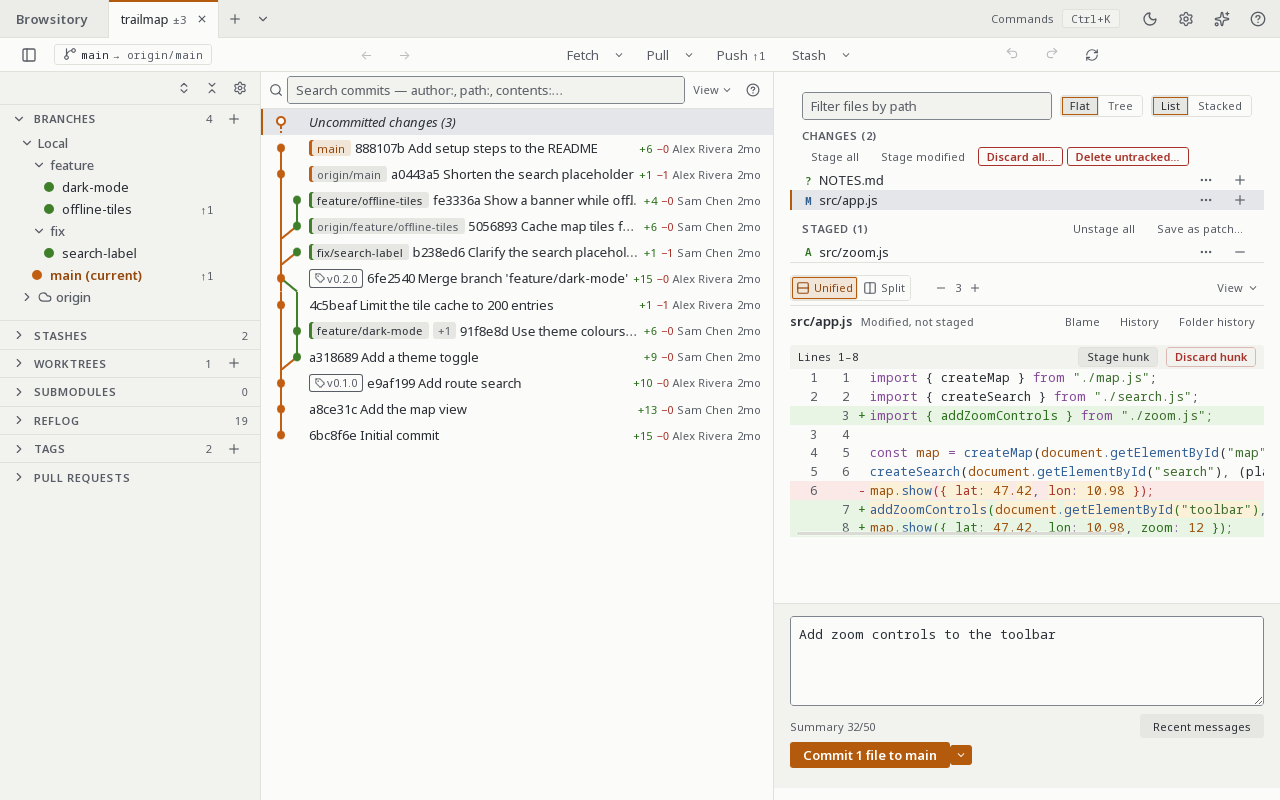 Browsitory
trailmap ±3 ×
Commands Ctrl+K
main → origin/main
Fetch
Pull
Push ↑1
Stash
BRANCHES 4
Local
feature
dark-mode
offline-tiles ↑1
fix
search-label
main (current) ↑1
origin
STASHES 2
WORKTREES 1
SUBMODULES 0
REFLOG 19
TAGS 2
PULL REQUESTS
Search commits — author:, path:, contents:…
View
Uncommitted changes (3)
main 888107b Add setup steps to the README +6 −0 Alex Rivera 2mo
origin/main a0443a5 Shorten the search placeholder +1 −1 Alex Rivera 2mo
feature/offline-tiles fe3336a Show a banner while offl. +4 −0 Sam Chen 2mo
origin/feature/offline-tiles 5056893 Cache map tiles f… +6 −0 Sam Chen 2mo
fix/search-label b238ed6 Clarify the search placehol… +1 −1 Sam Chen 2mo
v0.2.0 6fe2540 Merge branch 'feature/dark-mode' +15 −0 Alex Rivera 2mo
4c5beaf Limit the tile cache to 200 entries +1 −1 Alex Rivera 2mo
feature/dark-mode +1 91f8e8d Use theme colours… +6 −0 Sam Chen 2mo
a318689 Add a theme toggle +9 −0 Sam Chen 2mo
v0.1.0 e9af199 Add route search +10 −0 Alex Rivera 2mo
a8ce31c Add the map view +13 −0 Sam Chen 2mo
6bc8f6e Initial commit +15 −0 Alex Rivera 2mo
Filter files by path
Flat Tree
List Stacked
CHANGES (2)
Stage all Stage modified Discard all… Delete untracked…
? NOTES.md
M src/app.js
STAGED (1) Unstage all Save as patch…
A src/zoom.js
Unified Split − 3 + View
src/app.js Modified, not staged Blame History Folder history
Lines 1–8 Stage hunk Discard hunk
1 1 import { createMap } from "./map.js";
2 2 import { createSearch } from "./search.js";
3 + import { addZoomControls } from "./zoom.js";
3 4
4 5 const map = createMap(document.getElementById("map"
5 6 createSearch(document.getElementById("search"), (pla
6 - map.show({ lat: 47.42, lon: 10.98 });
7 + addZoomControls(document.getElementById("toolbar"),
8 + map.show({ lat: 47.42, lon: 10.98, zoom: 12 });
Add zoom controls to the toolbar
Summary 32/50
Recent messages
Commit 1 file to main